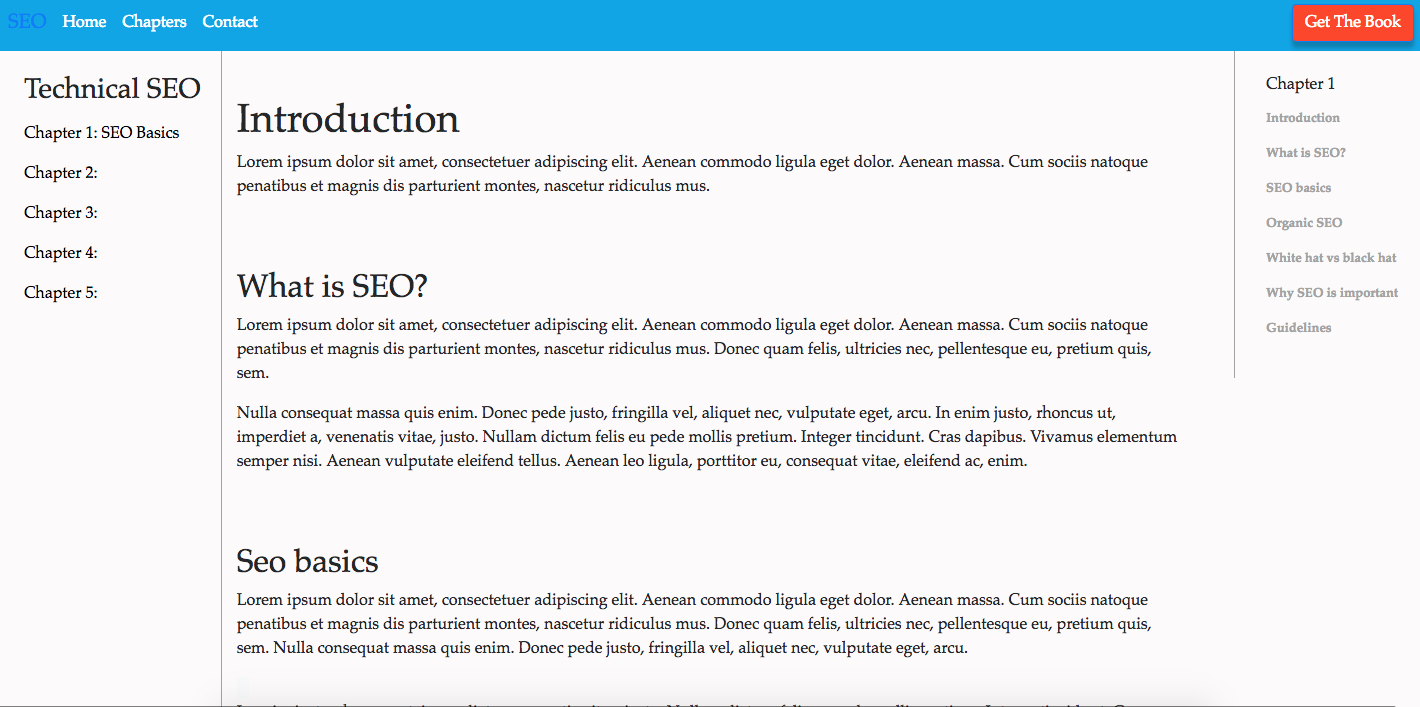 SEO Home Chapters Contact Get The Book
Technical SEO
Chapter 1: SEO Basics
Chapter 2:
Chapter 3:
Chapter 4:
Chapter 5:
Introduction
Lorem ipsum dolor sit amet, consectetuer adipiscing elit. Aenean commodo ligula eget dolor. Aenean massa. Cum sociis natoque
penatibus et magnis dis parturient montes, nascetur ridiculus mus.
What is SEO?
Lorem ipsum dolor sit amet, consectetuer adipiscing elit. Aenean commodo ligula eget dolor. Aenean massa. Cum sociis natoque
penatibus et magnis dis parturient montes, nascetur ridiculus mus. Donec quam felis, ultricies nec, pellentesque eu, pretium quis,
sem.
Nulla consequat massa quis enim. Donec pede justo, fringilla vel, aliquet nec, vulputate eget, arcu. In enim justo, rhoncus ut,
imperdiet a, venenatis vitae, justo. Nullam dictum felis eu pede mollis pretium. Integer tincidunt. Cras dapibus. Vivamus elementum
semper nisi. Aenean vulputate eleifend tellus. Aenean leo ligula, porttitor eu, consequat vitae, eleifend ac, enim.
Seo basics
Lorem ipsum dolor sit amet, consectetuer adipiscing elit. Aenean commodo ligula eget dolor. Aenean massa. Cum sociis natoque
penatibus et magnis dis parturient montes, nascetur ridiculus mus. Donec quam felis, ultricies nec, pellentesque eu, pretium quis,
sem. Nulla consequat massa quis enim. Donec pede justo, fringilla vel, aliquet nec, vulputate eget, arcu.
Chapter 1
Introduction
What is SEO?
SEO basics
Organic SEO
White hat vs black hat
Why SEO is important
Guidelines